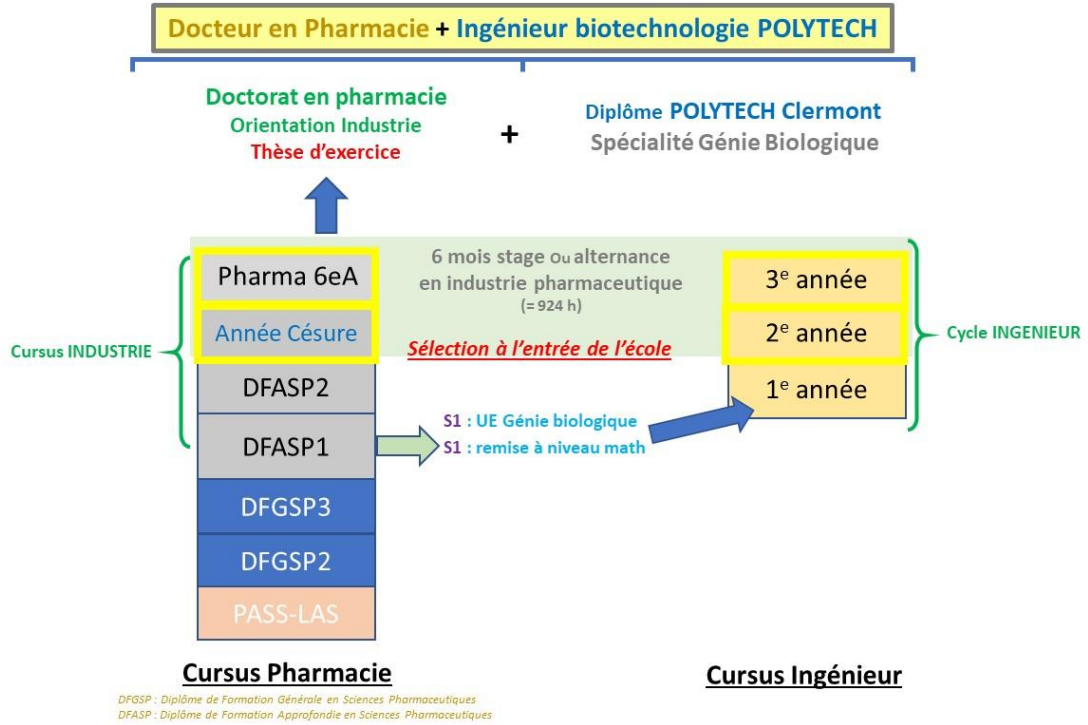 Docteur en Pharmacie + Ingénieur biotechnologie POLYTECH
Doctorat en pharmacie
Orientation Industrie
Thèse d'exercice
+
Diplôme POLYTECH Clermont
Spécialité Génie Biologique
Pharma 6eA
6 mois stage ou alternance
en industrie pharmaceutique
(= 924 h)
3e année
Cursus INDUSTRIE
Année Césure
Sélection à l'entrée de l'école
2e année
Cycle INGENIEUR
DFASP2
1e année
DFASP1
S1 : UE Génie biologique
S1 : remise à niveau math
DFGSP3
DFGSP2
PASS-LAS
Cursus Pharmacie
Cursus Ingénieur
DFGSP : Diplôme de Formation Générale en Sciences Pharmaceutiques
DFASP : Diplôme de Formation Approfondie en Sciences Pharmaceutiques